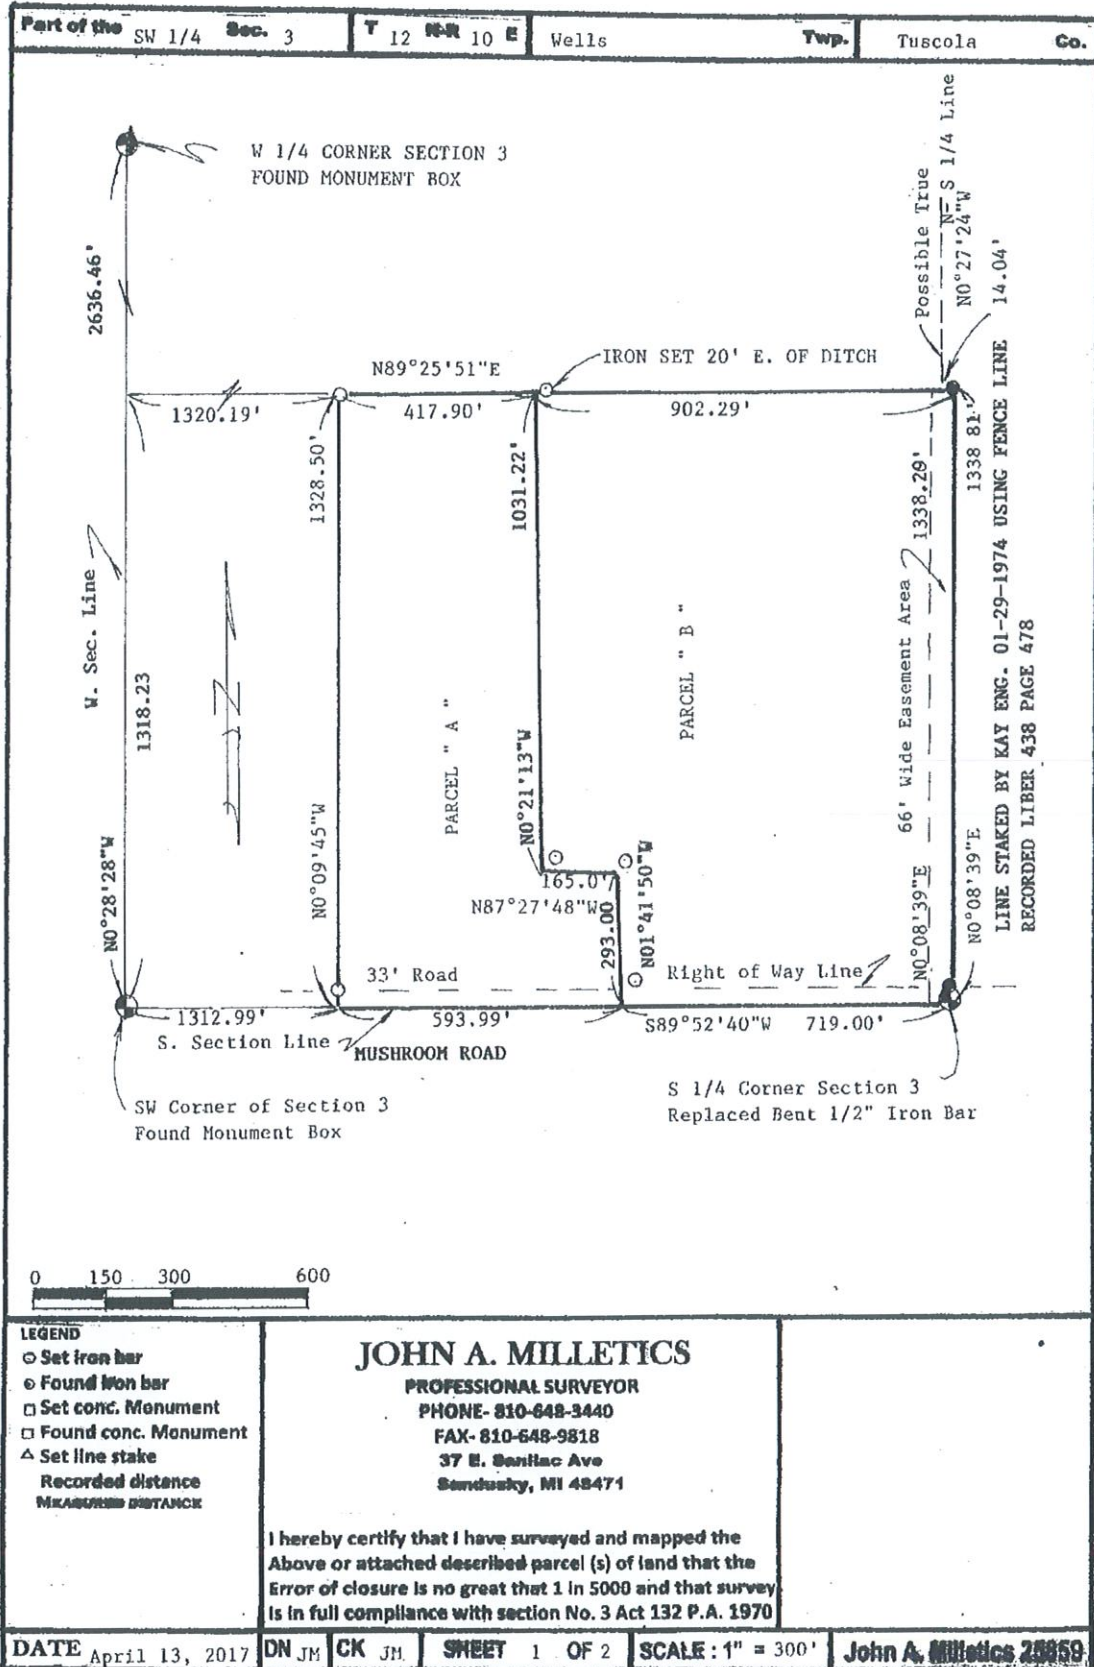 Part of the SW 1/4 Sec. 3 T 12 N-R 10 E Wells Twp. Tuscola Co.
W 1/4 CORNER SECTION 3
FOUND MONUMENT BOX
2636.46'
Possible True
N- S 1/4 Line
N0°27'24"W
14.04'
IRON SET 20' E. OF DITCH
N89°25'51"E
1320.19'
417.90'
902.29'
1328.50'
1031.22'
1338.29'
1338 81'
W. Sec. Line
1318.23
N0°28'28"W
N0°09'45"W
PARCEL " A "
N0°21'13"W
PARCEL " B "
66' Wide Easement Area
N0°08'39"E
N0°08'39"E
LINE STAKED BY KAY ENG. 01-29-1974 USING FENCE LINE
RECORDED LIBER 438 PAGE 478
165.0'
N87°27'48"W
293.00
N01°41'50"W
33' Road
Right of Way Line
1312.99'
593.99'
S89°52'40"W 719.00'
S. Section Line
MUSHROOM ROAD
SW Corner of Section 3
Found Monument Box
S 1/4 Corner Section 3
Replaced Bent 1/2" Iron Bar
0 150 300 600
LEGEND
Set iron bar
Found Iron bar
Set conc. Monument
Found conc. Monument
Set line stake
Recorded distance
MEASURED DISTANCE
JOHN A. MILLETICS
PROFESSIONAL SURVEYOR
PHONE- 810-648-3440
FAX- 810-648-9818
37 E. Sanilac Ave
Sandusky, MI 48471
I hereby certify that I have surveyed and mapped the
Above or attached described parcel (s) of land that the
Error of closure is no great that 1 in 5000 and that survey
Is in full compliance with section No. 3 Act 132 P.A. 1970
DATE April 13, 2017 DN JM CK JM. SHEET 1 OF 2 SCALE : 1" = 300' John A. Milletics